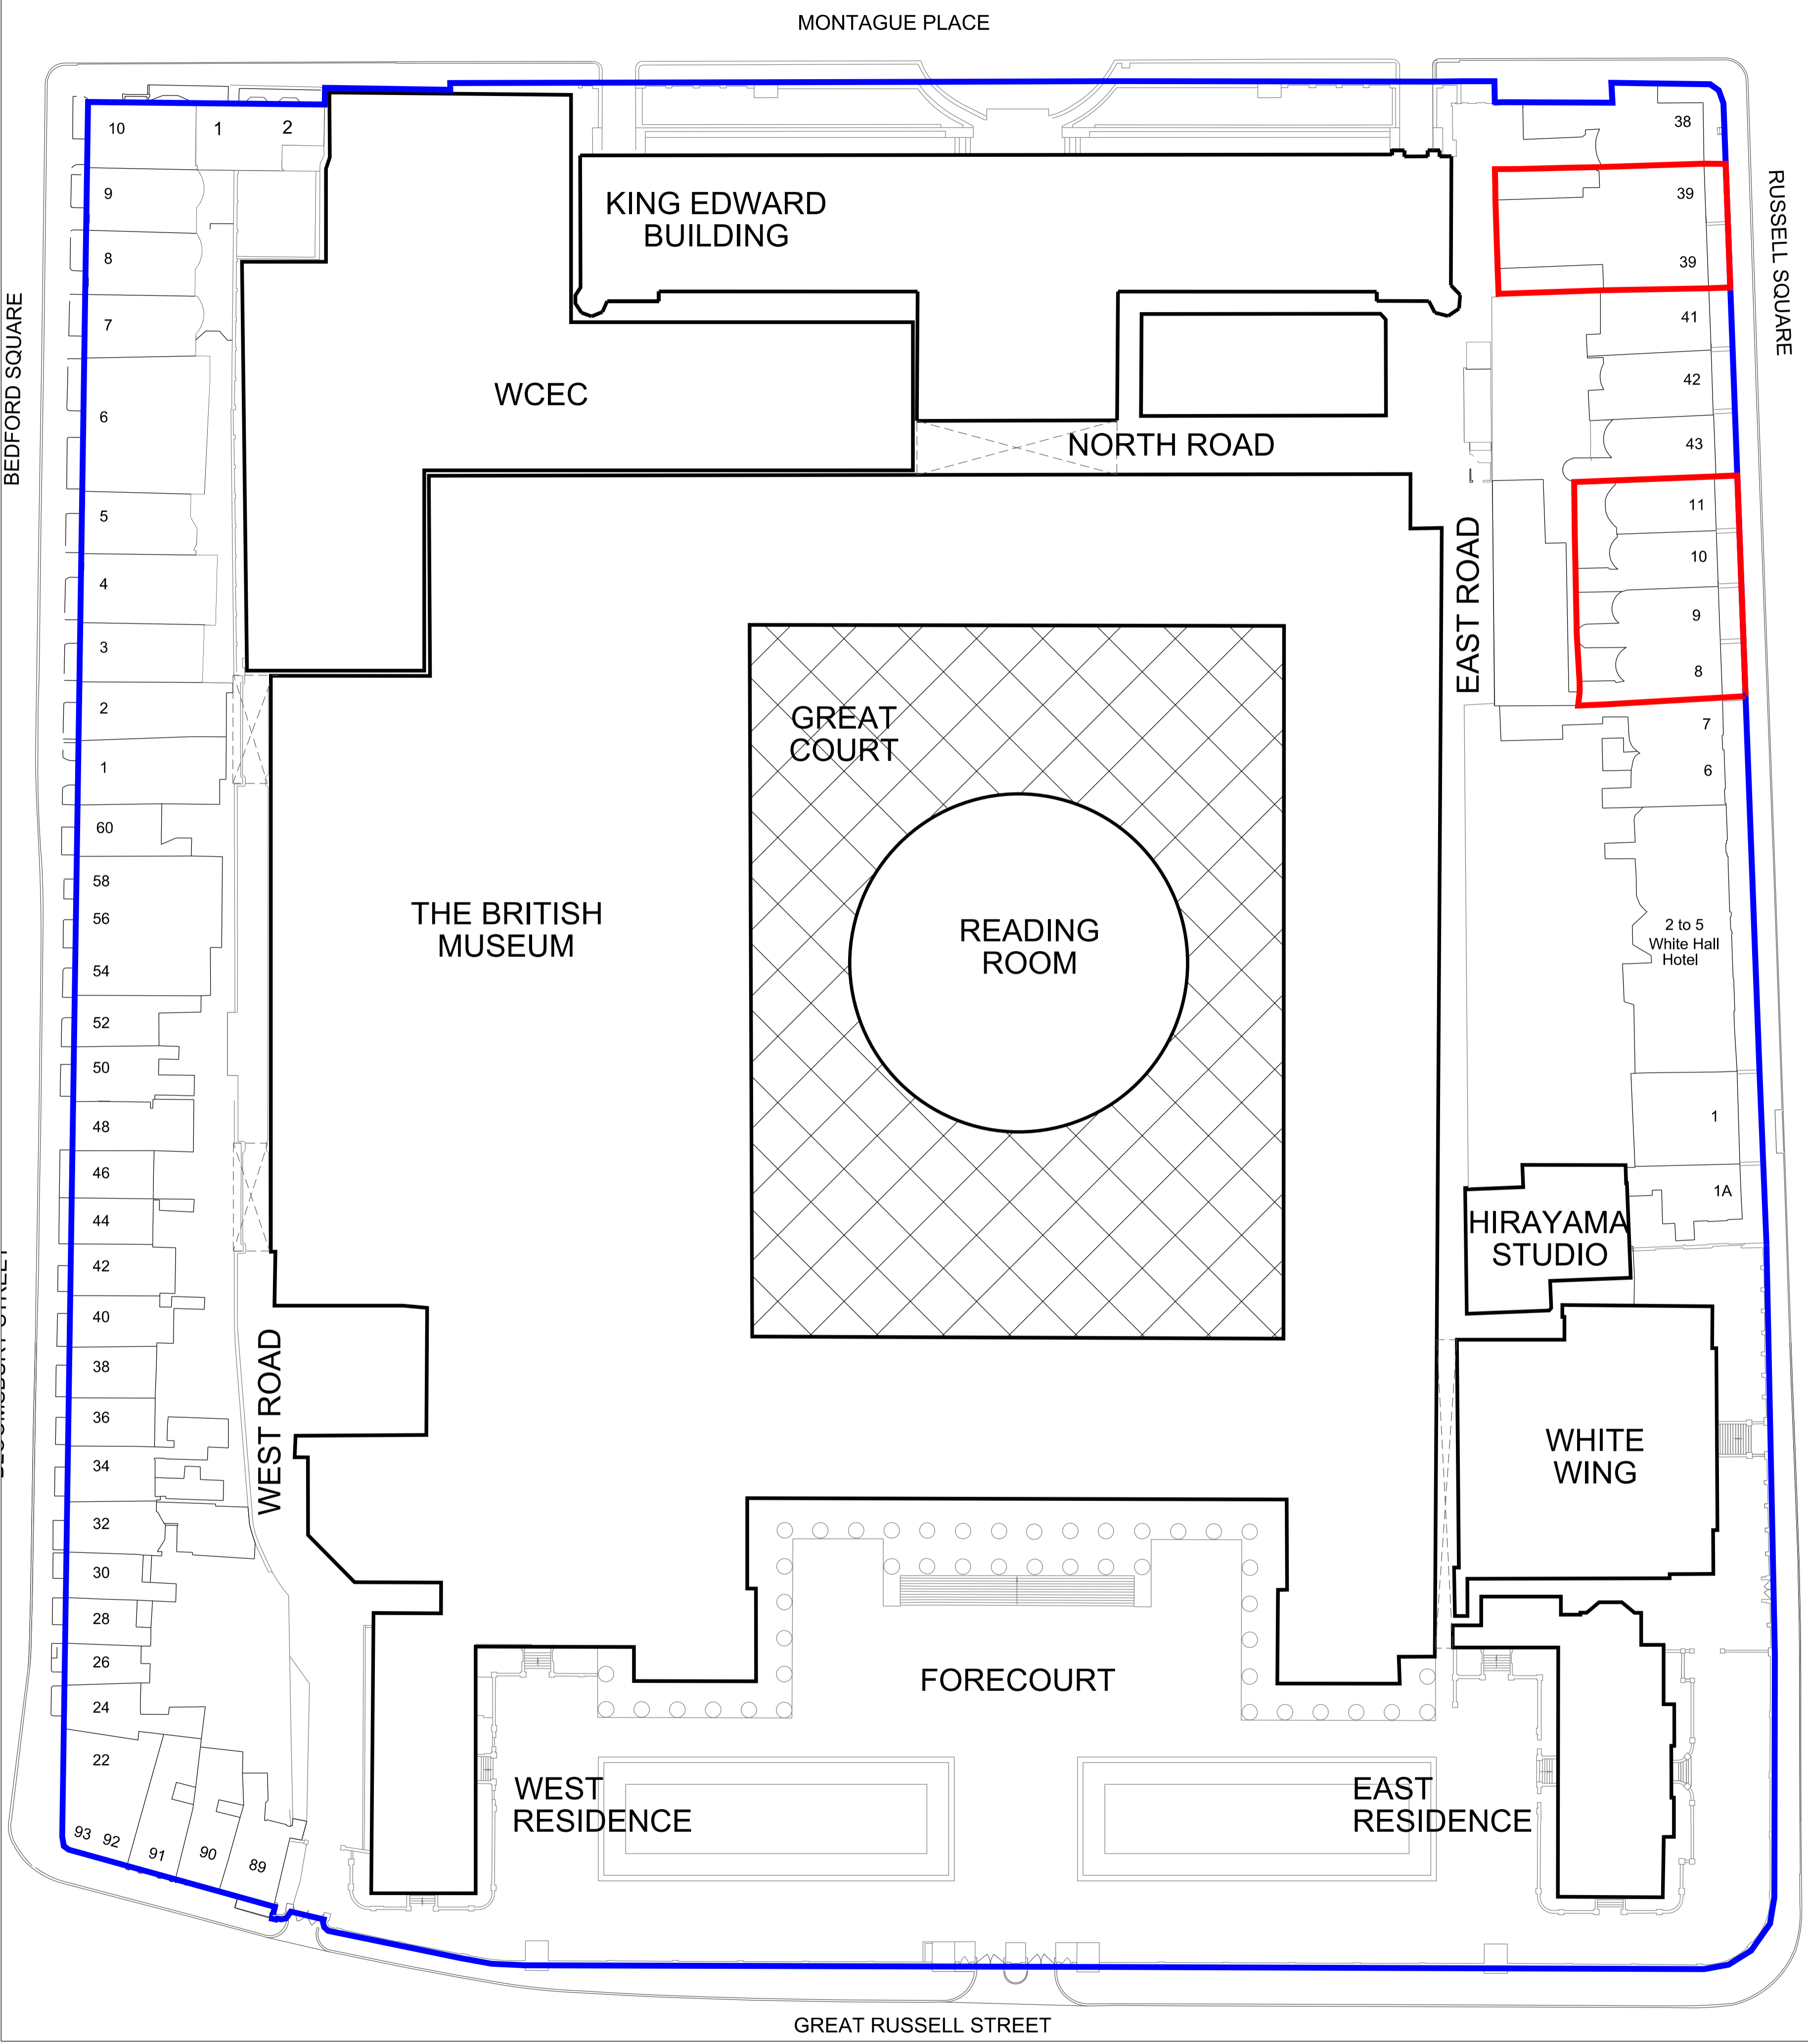 MONTAGUE PLACE
10
1
2
38
9
KING EDWARD
BUILDING
39
8
39
RUSSELL SQUARE
7
41
BEDFORD SQUARE
WCEC
42
6
NORTH ROAD
43
5
11
EAST ROAD
10
4
9
3
8
2
GREAT
COURT
7
1
6
60
58
THE BRITISH
MUSEUM
READING
ROOM
56
2 to 5
White Hall
Hotel
54
52
50
48
1
46
1A
44
HIRAYAMA
STUDIO
42
40
38
WEST ROAD
36
WHITE
WING
34
32
30
28
26
FORECOURT
24
22
WEST
RESIDENCE
EAST
RESIDENCE
93
92
91
90
89
GREAT RUSSELL STREET